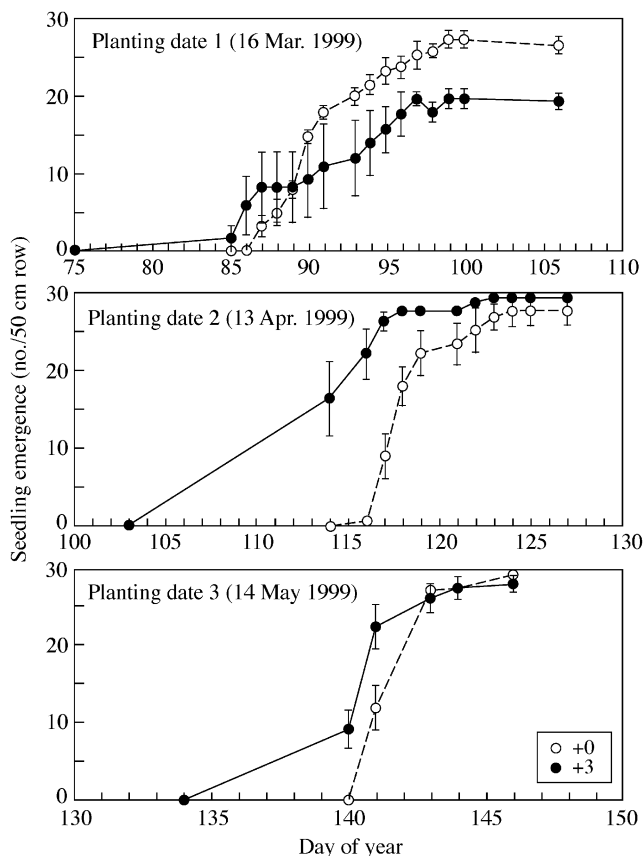 Seedling emergence (no./50 cm row)
Planting date 1 (16 Mar. 1999)
30
20
10
0
75 80 85 90 95 100 105 110
Planting date 2 (13 Apr. 1999)
30
20
10
0
100 105 110 115 120 125 130
Planting date 3 (14 May 1999)
30
20
10
0
+0
+3
130 135 140 145 150
Day of year